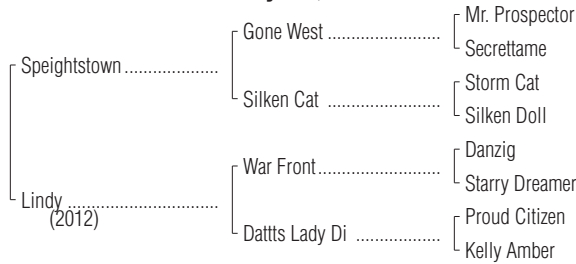 Mr. Prospector
Gone West ........................
Secrettame
Speightstown ....................
Storm Cat
Silken Cat ........................
Silken Doll
Danzig
War Front..........................
Starry Dreamer
Lindy ................................
(2012)
Proud Citizen
Dattts Lady Di ..................
Kelly Amber